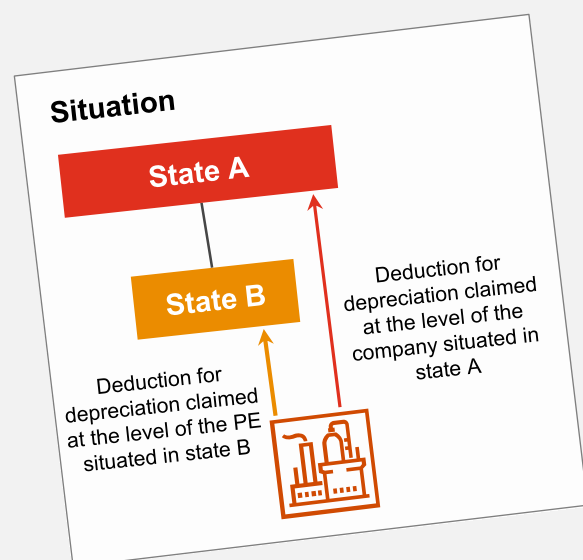 Situation
State A
State B
Deduction for
depreciation claimed
at the level of the
company situated in
state A
Deduction for
depreciation claimed
at the level of the PE
situated in state B